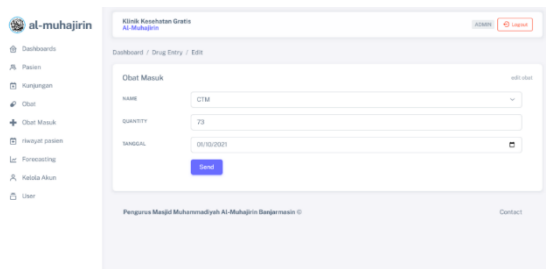 al-muhajirin
Dashboards
Pasien
Kunjungan
Obat
Obat Masuk
riwayat pasien
Forecasting
Kelola Akun
User
Klinik Kesehatan Gratis
Al-Muhajirin
ADMIN
Logout
Dashboard / Drug Entry / Edit
Obat Masuk
edit obat
NAME
CTM
QUANTITY
73
TANGGAL
01/10/2021
Send
Pengurus Masjid Muhammadiyah Al-Muhajirin Banjarmasin ©
Contact